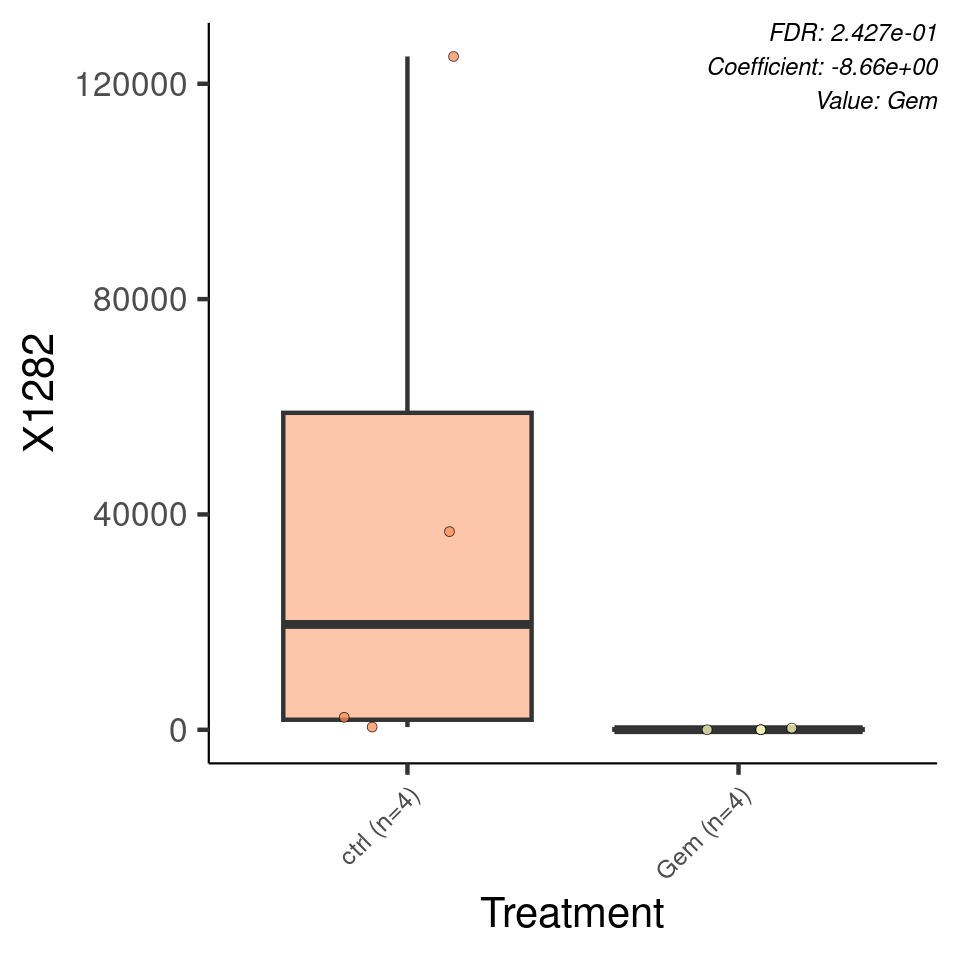 FDR: 2.427e-01
Coefficient: -8.66e+00
Value: Gem
120000
80000
40000
0
X1282
ctrl (n=4)
Gem (n=4)
Treatment